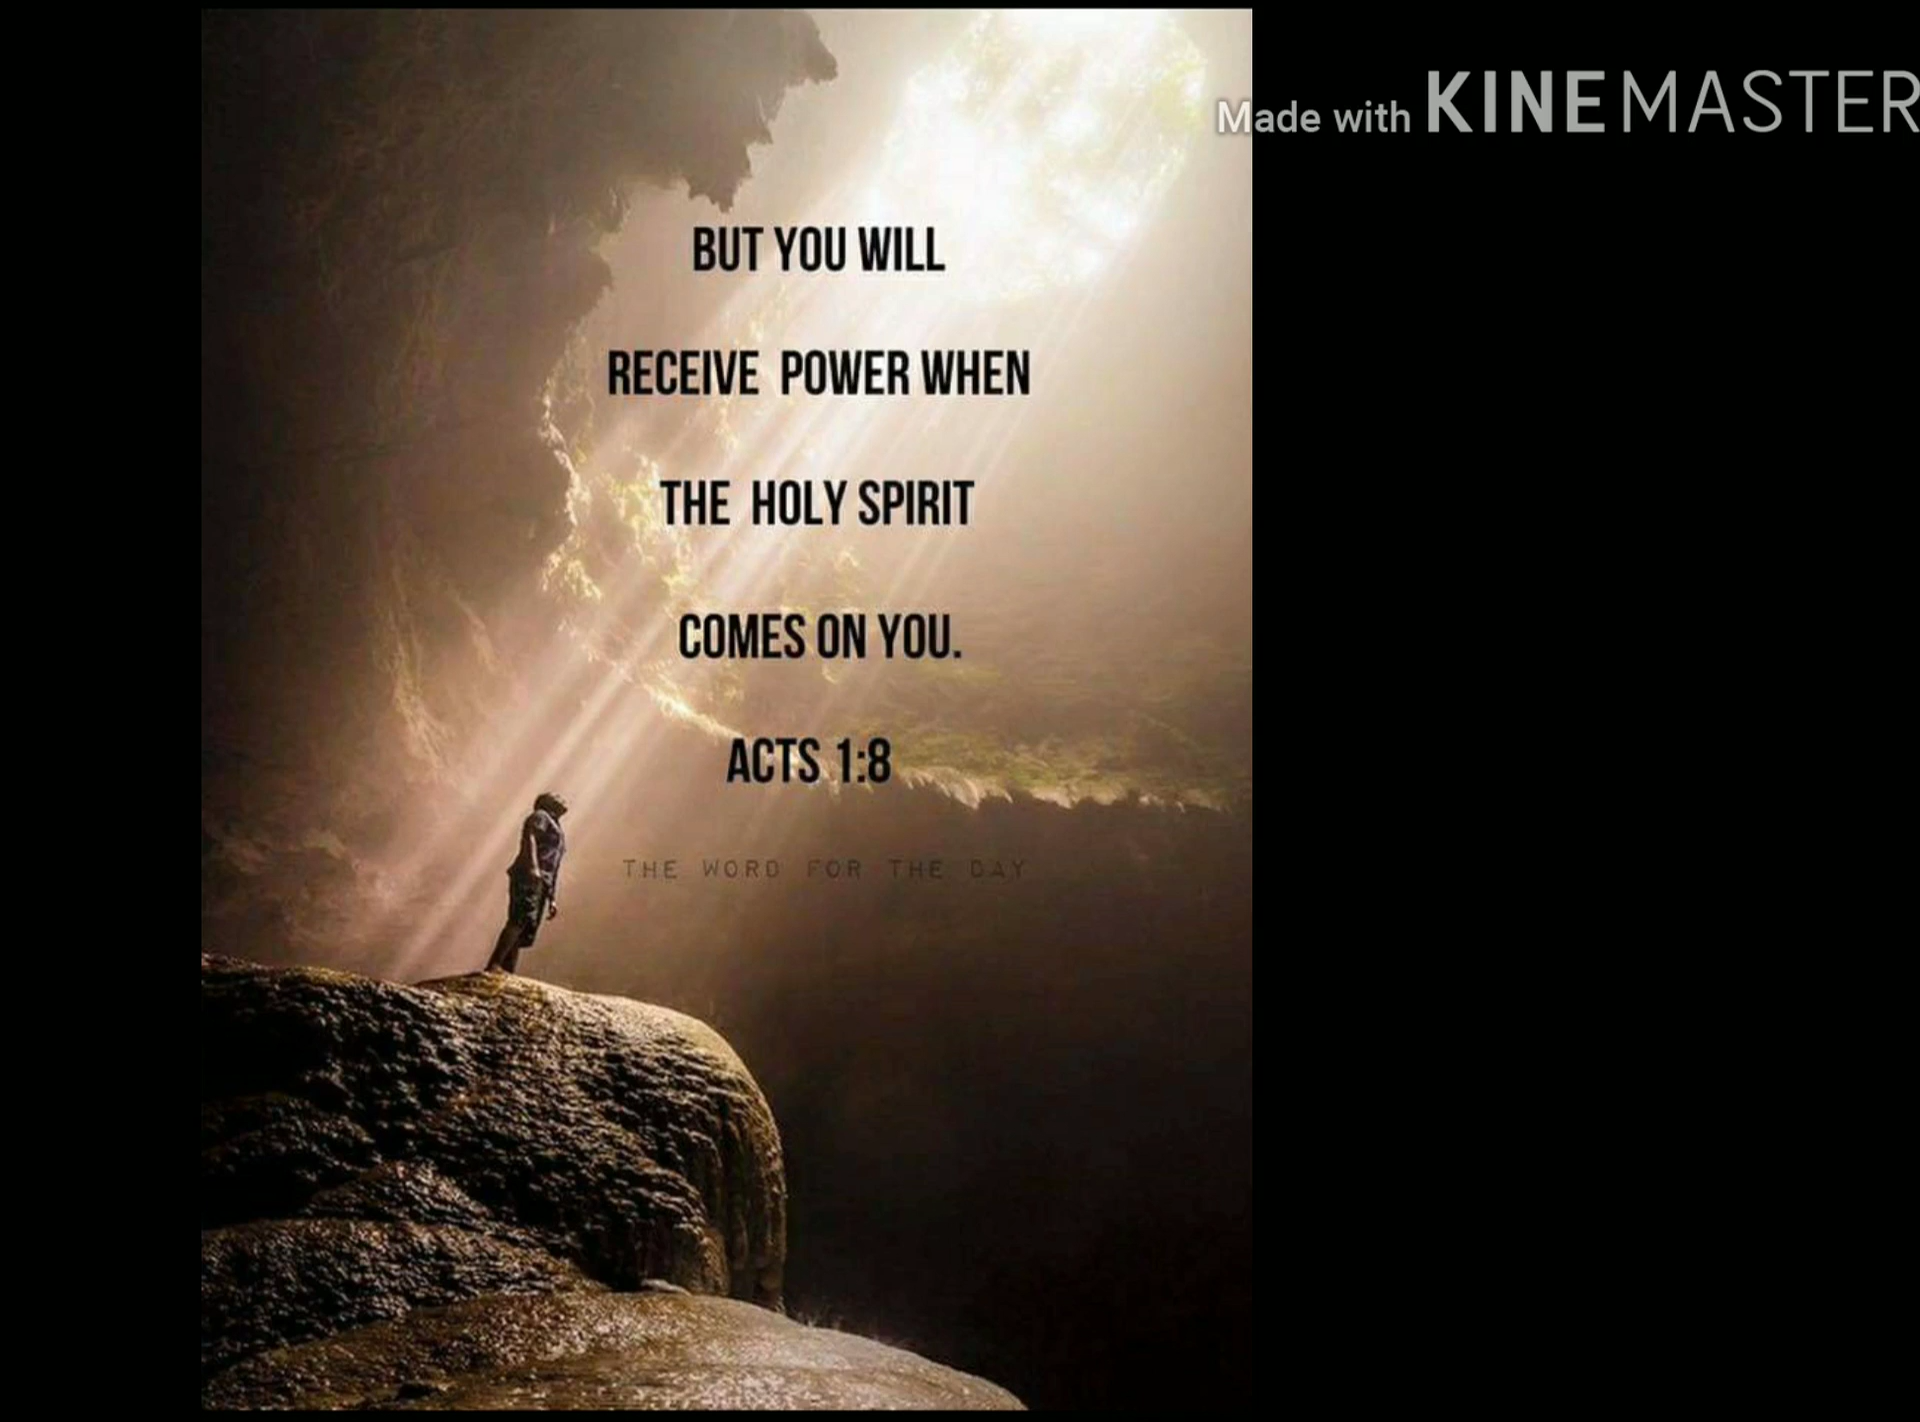 Made with KINEMASTER
BUT YOU WILL
RECEIVE POWER WHEN
THE HOLY SPIRIT
COMES ON YOU.
ACTS 1:8
THE WORD FOR THE DAY